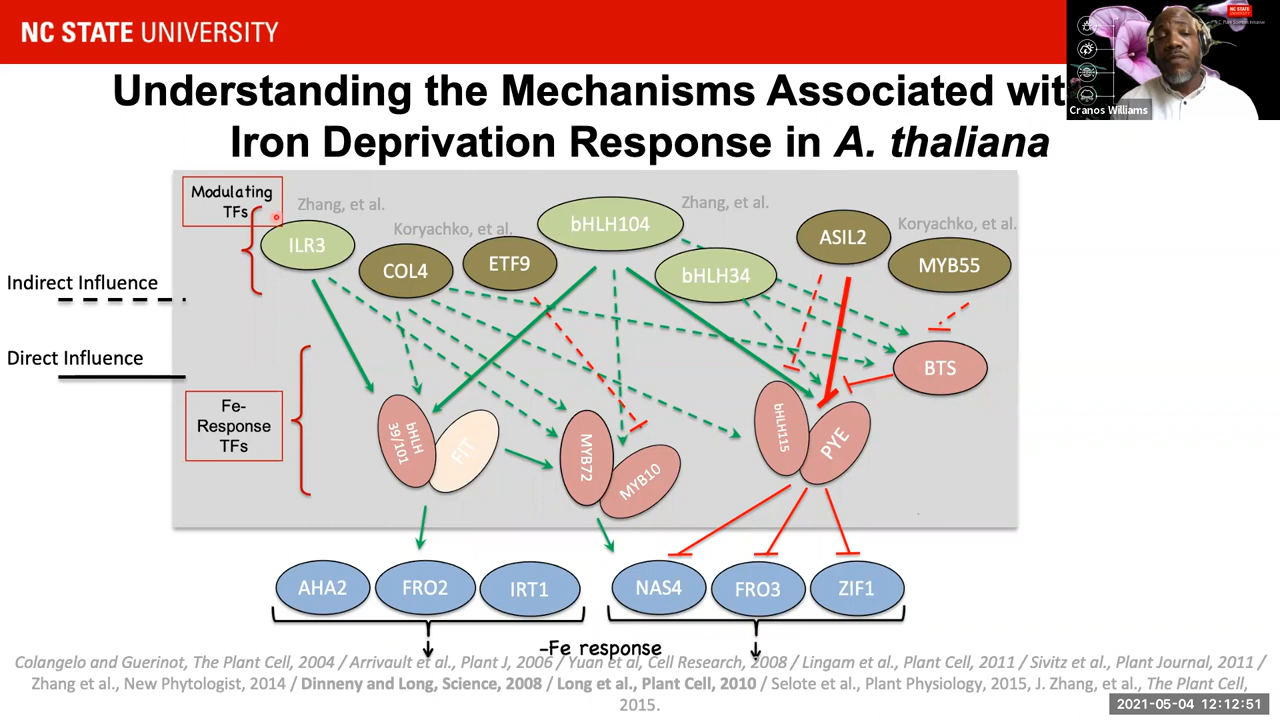 NC STATE UNIVERSITY
Cranos Williams
Understanding the Mechanisms Associated wit
Iron Deprivation Response in A. thaliana
Modulating
TFs
Zhang, et al.
Koryachko, et al.
Zhang, et al.
Koryachko, et al.
ILR3
COL4
ETF9
bHLH104
bHLH34
ASIL2
MYB55
Indirect Influence
Direct Influence
BTS
Fe-
Response
TFs
bHLH
39/101
FIT
MYB72
MYB10
bHLH115
PYE
AHA2
FRO2
IRT1
NAS4
FRO3
ZIF1
-Fe response
Colangelo and Guerinot, The Plant Cell, 2004 / Arrivault et al., Plant J, 2006 / Yuan et al, Cell Research, 2008 / Lingam et al., Plant Cell, 2011 / Sivitz et al., Plant Journal, 2011 /
Zhang et al., New Phytologist, 2014 / Dinneny and Long, Science, 2008 / Long et al., Plant Cell, 2010 / Selote et al., Plant Physiology, 2015, J. Zhang, et al., The Plant Cell,
2015.
2021-05-04 12:12:51